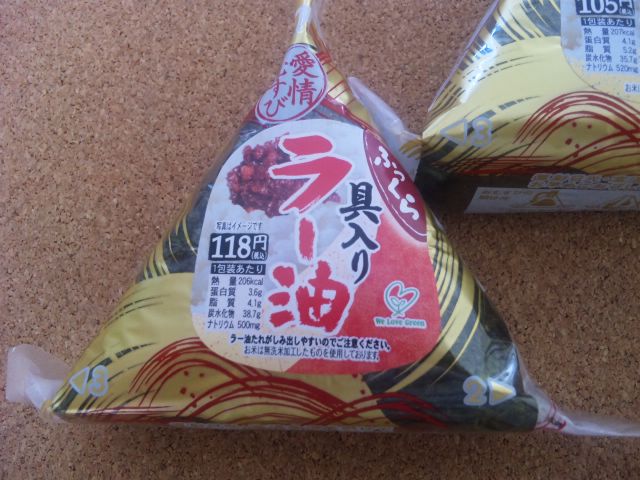 愛情
むすび
ふっくら
具入り
ラー油
写真はイメージです
118円(税込)
1包装あたり
熱量 206kcal
蛋白質 3.6g
脂質 4.1g
炭水化物 38.7g
ナトリウム 500mg
We Love Green
ラー油たれがしみ出しやすいのでご注意ください。
お米は無洗米加工したものを使用しております。
3
2
105円(税込)
1包装あたり
熱量 207kcal
蛋白質 4.1g
脂質 5.2g
炭水化物 35.7g
ナトリウム 520mg
お米
3